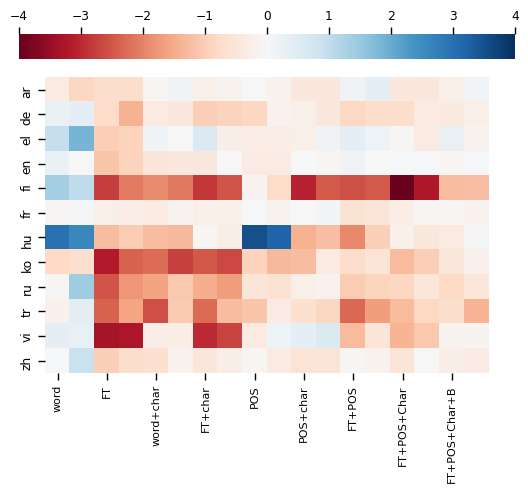 −4 −3 −2 −1 0 1 2 3 4
ar
de
el
en
fi
fr
hu
ko
ru
tr
vi
zh
word
FT
word+char
FT+char
POS
POS+char
FT+POS
FT+POS+Char
FT+POS+Char+B